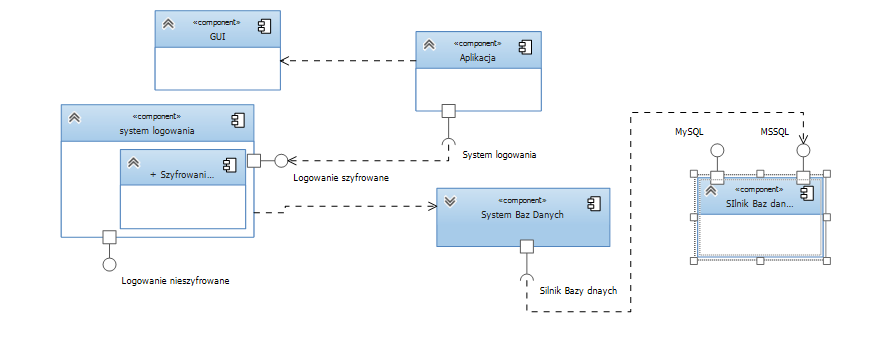 «component»
GUI
«component»
Aplikacja
«component»
system logowania
+ Szyfrowani...
System logowania
Logowanie szyfrowane
MySQL
MSSQL
«component»
System Baz Danych
«component»
SIlnik Baz dan...
Logowanie nieszyfrowane
Silnik Bazy dnaych